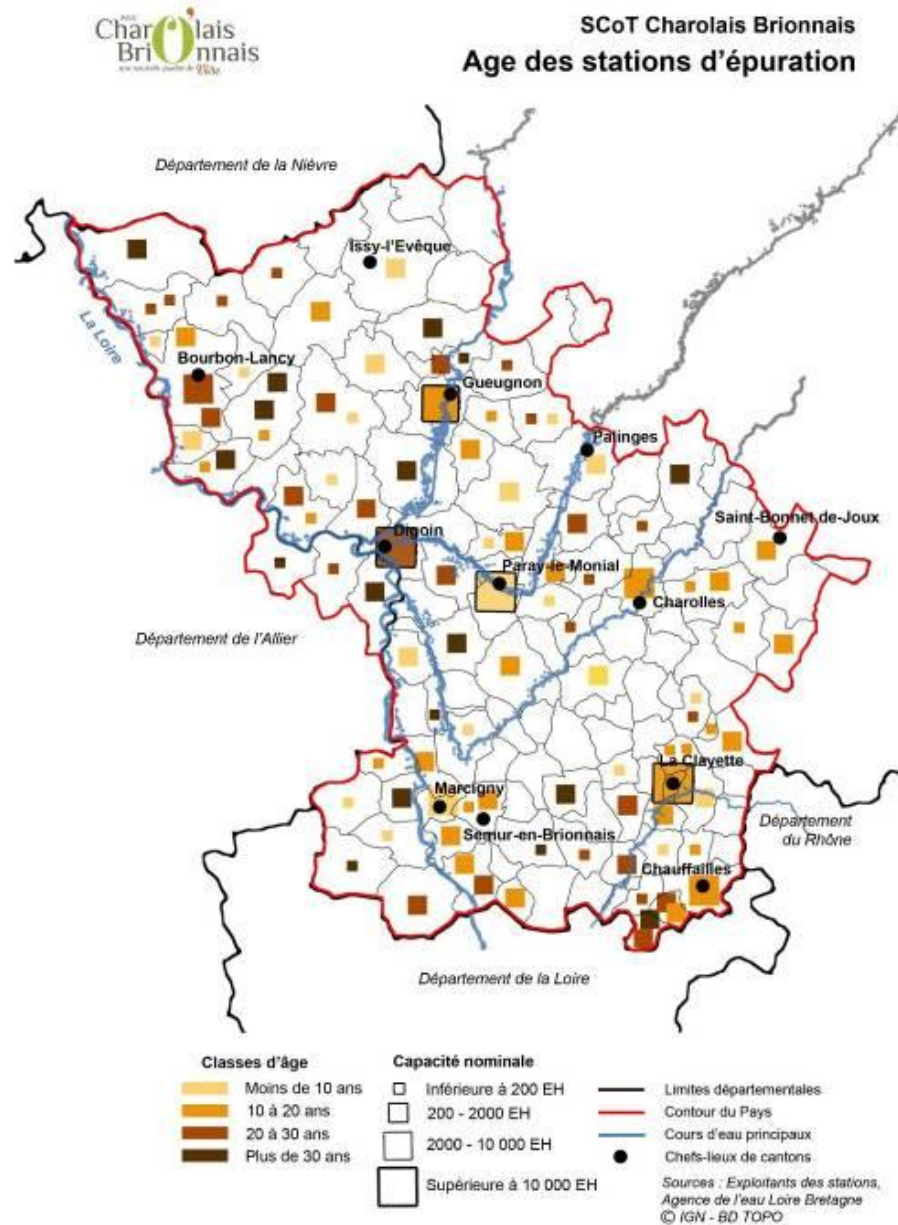 PAYS
Charolais
Brionnais
SCoT Charolais Brionnais
Age des stations d'épuration
Département de la Nièvre
Issy-l'Evêque
La Loire
Bourbon-Lancy
Gueugnon
Palinges
Saint-Bonnet-de-Joux
Digoin
Paray-le-Monial
Charolles
Département de l'Allier
La Clayette
Marcigny
Semur-en-Brionnais
Département
du Rhône
Chauffailles
Département de la Loire
Classes d'âge
Moins de 10 ans
10 à 20 ans
20 à 30 ans
Plus de 30 ans
Capacité nominale
Inférieure à 200 EH
200 - 2000 EH
2000 - 10 000 EH
Supérieure à 10 000 EH
Limites départementales
Contour du Pays
Cours d'eau principaux
Chefs-lieux de cantons
Sources : Exploitants des stations,
Agence de l'eau Loire Bretagne
© IGN - BD TOPO